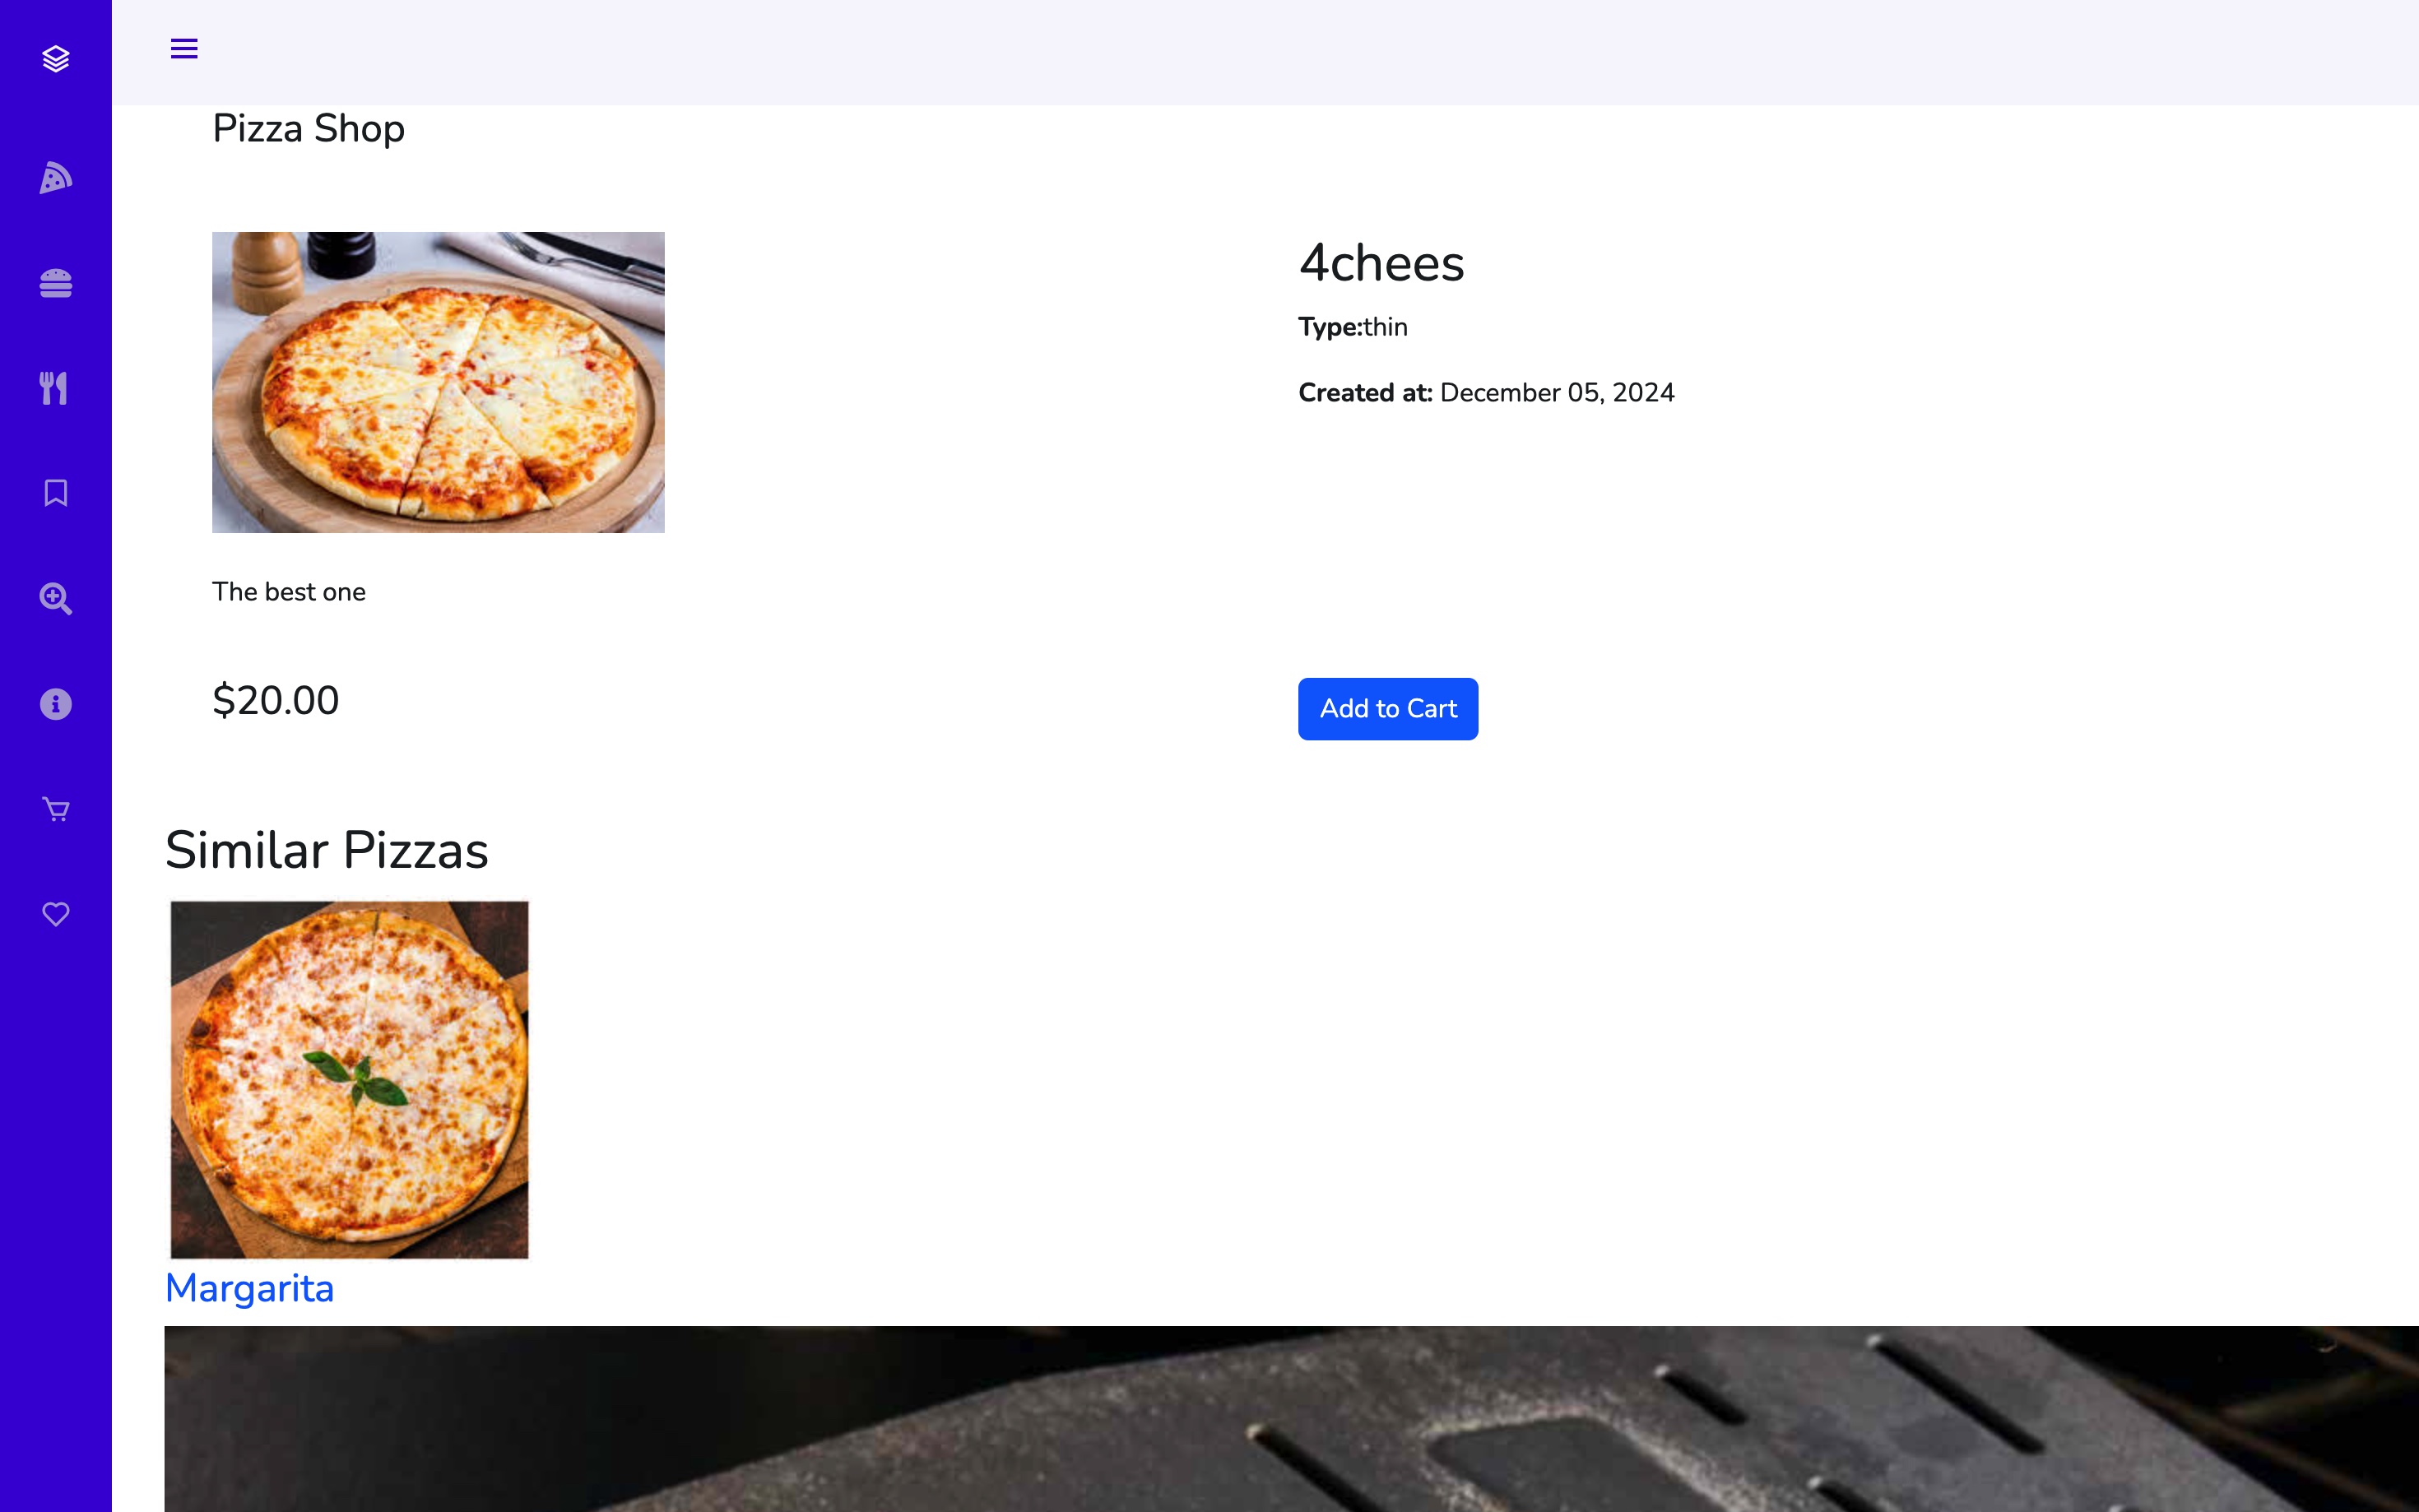 Pizza Shop
4chees
Type:thin
Created at: December 05, 2024
The best one
$20.00
Add to Cart
Similar Pizzas
Margarita